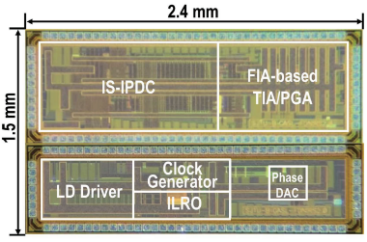 2.4 mm
1.5 mm
IS-IPDC
FIA-based
TIA/PGA
LD Driver
Clock
Generator
ILRO
Phase
DAC